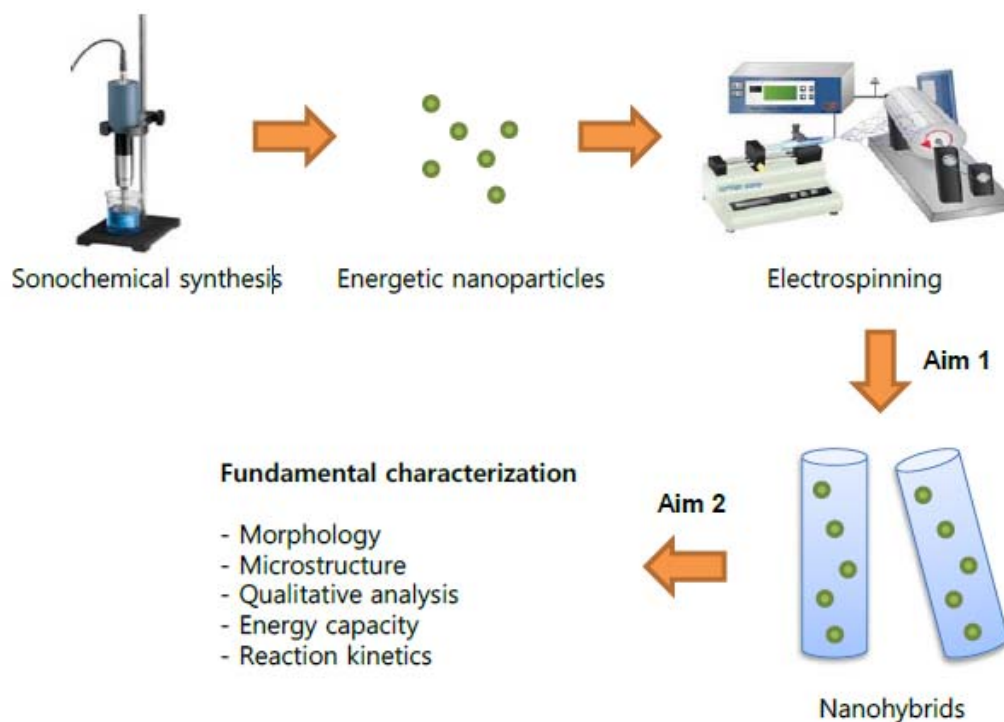 Sonochemical synthesis
Energetic nanoparticles
Electrospinning
Aim 1
Fundamental characterization
Aim 2
- Morphology
- Microstructure
- Qualitative analysis
- Energy capacity
- Reaction kinetics
Nanohybrids